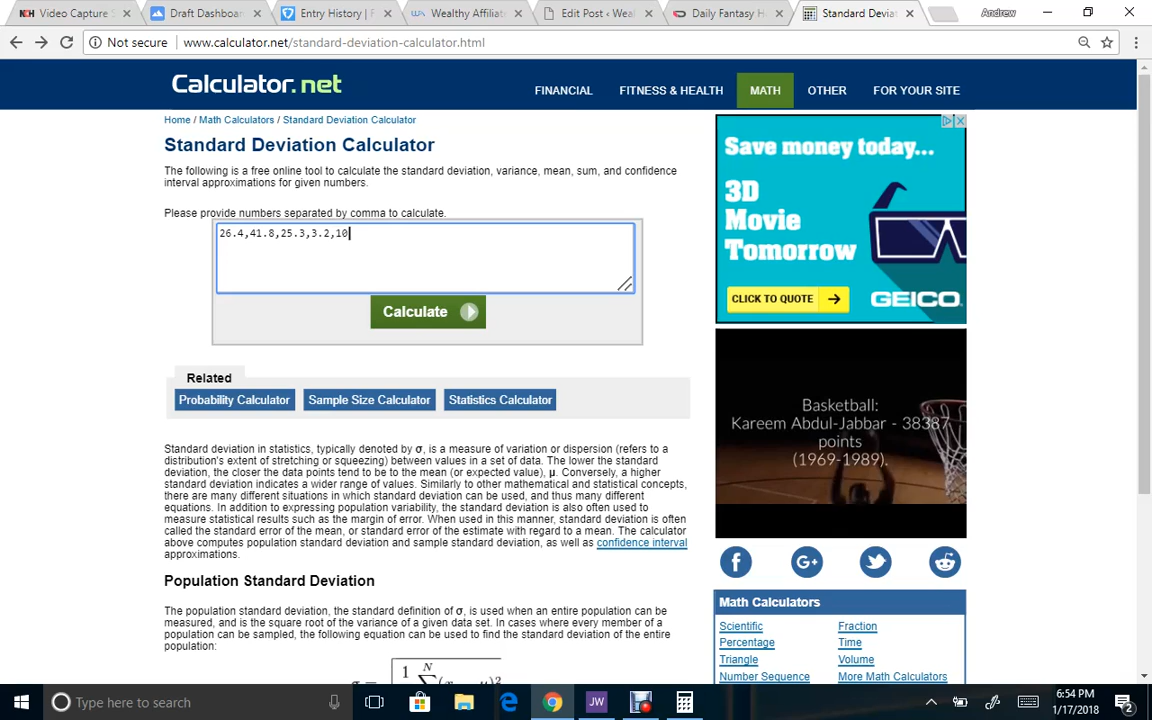 NCH Video Capture S
Draft Dashboar
Entry History | F
Wealthy Affiliat
Edit Post ‹ Weal
Daily Fantasy H
Standard Deviat
Andrew
Not secure | www.calculator.net/standard-deviation-calculator.html
Calculator.net
FINANCIAL FITNESS & HEALTH MATH OTHER FOR YOUR SITE
Home / Math Calculators / Standard Deviation Calculator
Standard Deviation Calculator
The following is a free online tool to calculate the standard deviation, variance, mean, sum, and confidence
interval approximations for given numbers.
Please provide numbers separated by comma to calculate.
26.4,41.8,25.3,3.2,10
Calculate
Related
Probability Calculator Sample Size Calculator Statistics Calculator
Standard deviation in statistics, typically denoted by σ, is a measure of variation or dispersion (refers to a
distribution's extent of stretching or squeezing) between values in a set of data. The lower the standard
deviation, the closer the data points tend to be to the mean (or expected value), μ. Conversely, a higher
standard deviation indicates a wider range of values. Similarly to other mathematical and statistical concepts,
there are many different situations in which standard deviation can be used, and thus many different
equations. In addition to expressing population variability, the standard deviation is also often used to
measure statistical results such as the margin of error. When used in this manner, standard deviation is often
called the standard error of the mean, or standard error of the estimate with regard to a mean. The calculator
above computes population standard deviation and sample standard deviation, as well as confidence interval
approximations.
Population Standard Deviation
The population standard deviation, the standard definition of σ, is used when an entire population can be
measured, and is the square root of the variance of a given data set. In cases where every member of a
population can be sampled, the following equation can be used to find the standard deviation of the entire
population:
Save money today...
3D
Movie
Tomorrow
CLICK TO QUOTE
GEICO
Basketball:
Kareem Abdul-Jabbar - 38387
points
(1969-1989).
Math Calculators
Scientific Fraction
Percentage Time
Triangle Volume
Number Sequence More Math Calculators
Type here to search
JW
6:54 PM
1/17/2018
2